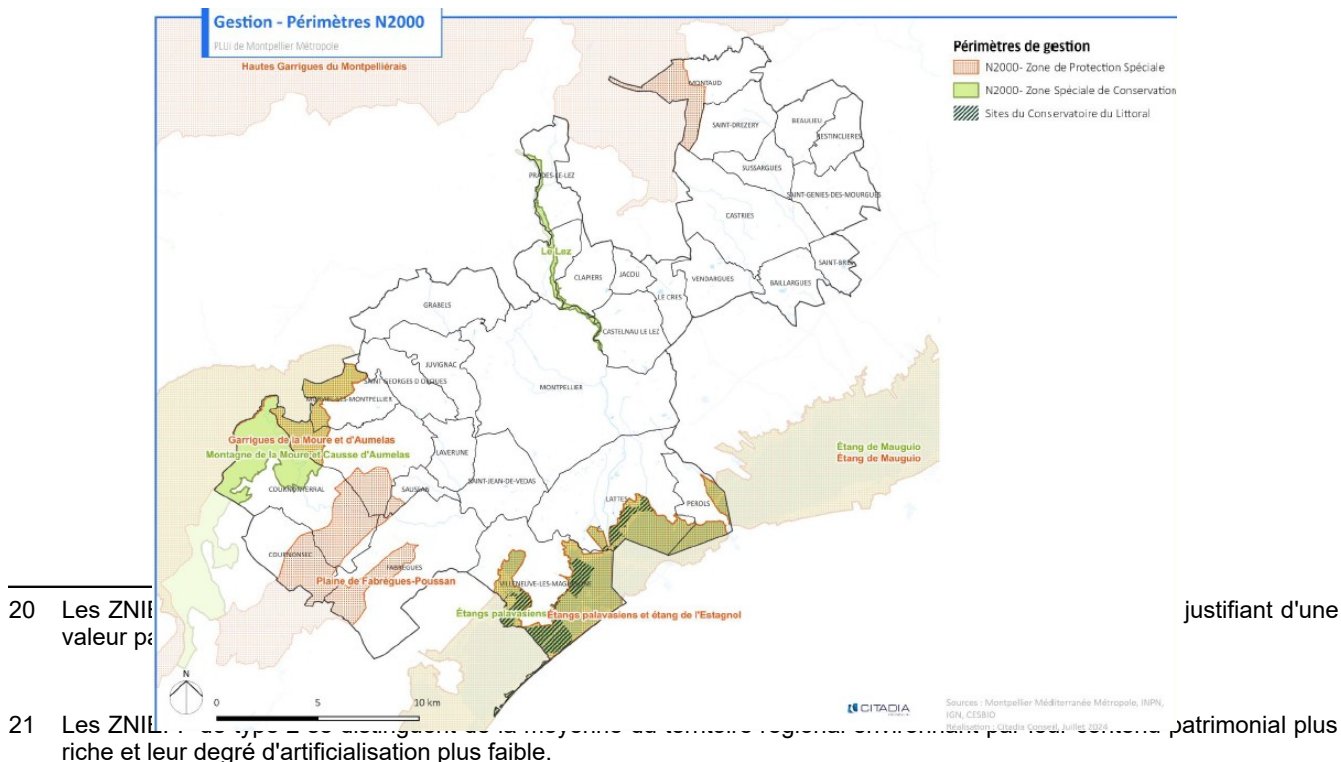 Gestion - Périmètres N2000
PLUi de Montpellier Métropole
Hautes Garrigues du Montpelliérais
Périmètres de gestion
N2000- Zone de Protection Spéciale
N2000- Zone Spéciale de Conservation
Sites du Conservatoire du Littoral
MONTAUD
SAINT-DREZERY
BEAULIEU
RESTINCLIERES
SUSSARGUES
PRADES-LE-LEZ
SAINT-GENIES-DES-MOURGUES
CASTRIES
Le Lez
CLAPIERS
JACOU
VENDARGUES
SAINT-BRES
BAILLARGUES
LE CRES
GRABELS
CASTELNAU LE LEZ
JUVIGNAC
SAINT GEORGES D ORQUES
MONTPELLIER
Garrigues de la Moure et d'Aumelas
Montagne de la Moure et Causse d'Aumelas
LAVERUNE
Étang de Mauguio
Étang de Mauguio
COURNONTERRAL
SAUSSAN
SAINT-JEAN-DE-VEDAS
LATTES
PEROLS
COURNONSEC
FABREGUES
Plaine de Fabrègues-Poussan
VILLENEUVE-LES-MAGUELONE
Étangs palavasiens
Étangs palavasiens et étang de l'Estagnol
20 Les justifiant d'une
valeur
N
0 5 10 km
CITADIA
Sources : Montpellier Méditerranée Métropole, INPN,
IGN, CESBIO
Réalisation : Citadia Conseil, Juillet 2024
21 Les patrimonial plus
riche et leur degré d'artificialisation plus faible.